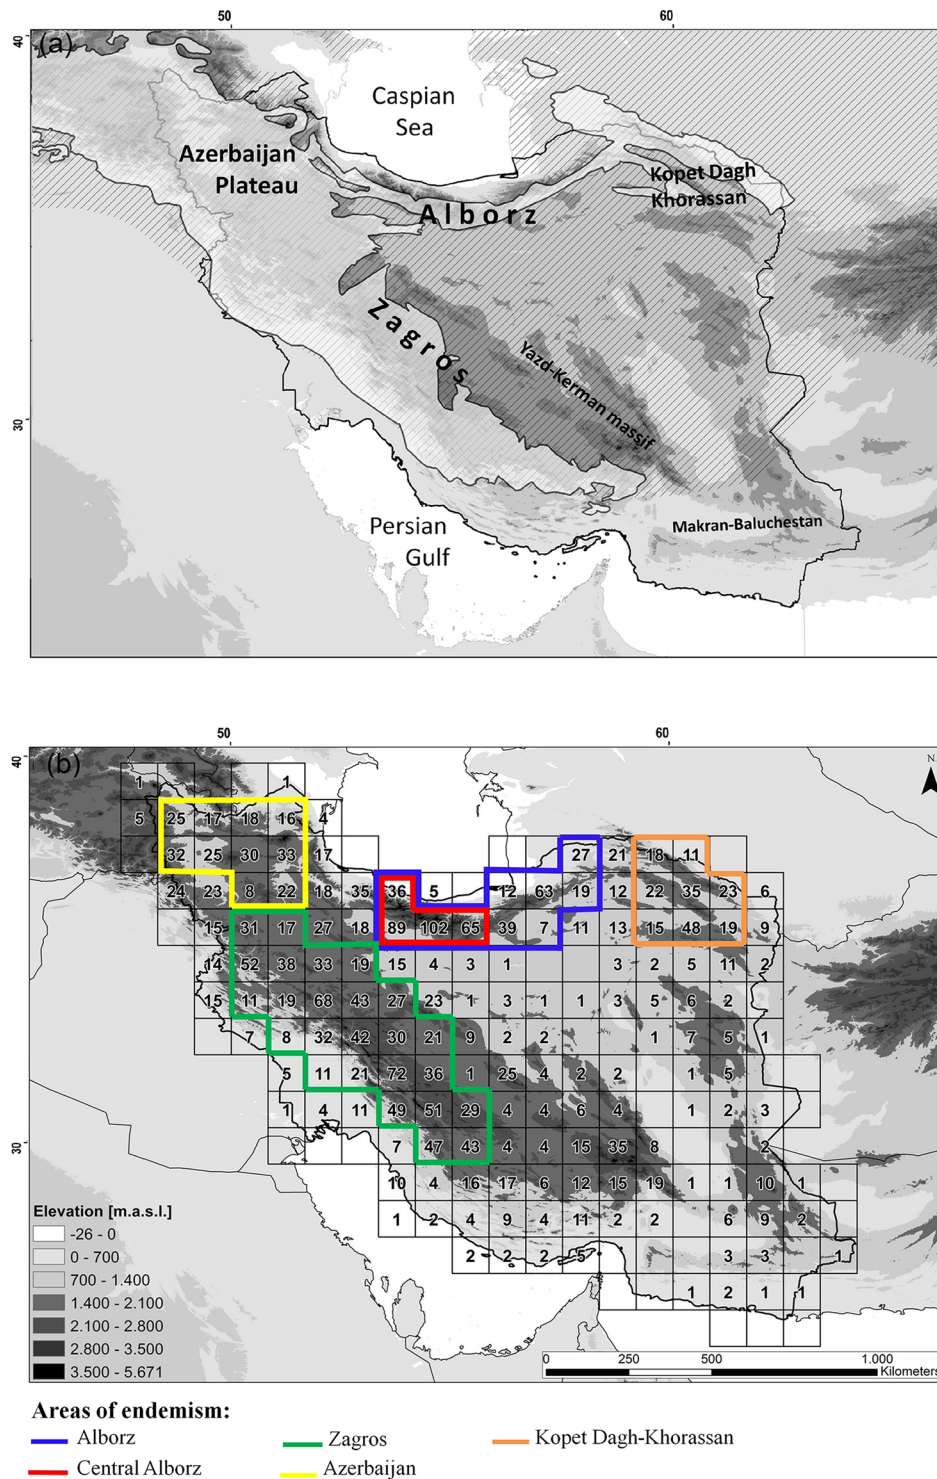 50 60
40
(a)
Caspian
Sea
Azerbaijan
Plateau
Kopet Dagh
Khorassan
Alborz
Zagros
Yazd-Kerman massif
30
Persian
Gulf
Makran-Baluchestan
50 60
40
(b)
N
1 1
5 25 17 18 16 4
32 25 30 33 17 27 21 18 11
24 23 8 22 18 35 36 5 12 63 19 12 22 35 23 6
15 31 17 27 18 89 102 65 39 7 11 13 15 48 19 9
14 52 38 33 19 15 4 3 1 3 2 5 11 2
15 11 19 68 43 27 23 1 3 1 1 3 5 6 2
7 8 32 42 30 21 9 2 2 1 7 5 1
5 11 21 72 36 1 25 4 2 2 1 5
1 4 11 49 51 29 4 4 6 4 1 2 3
30
7 47 43 4 4 15 35 8 2
10 4 16 17 6 12 15 19 1 1 10 1
1 2 4 9 4 11 2 2 6 9 2
2 2 2 5 3 3 1
1 2 1 1
Elevation [m.a.s.l.]
-26 - 0
0 - 700
700 - 1.400
1.400 - 2.100
2.100 - 2.800
2.800 - 3.500
3.500 - 5.671
0 250 500 1.000
Kilometers
Areas of endemism:
Alborz Zagros Kopet Dagh-Khorassan
Central Alborz Azerbaijan